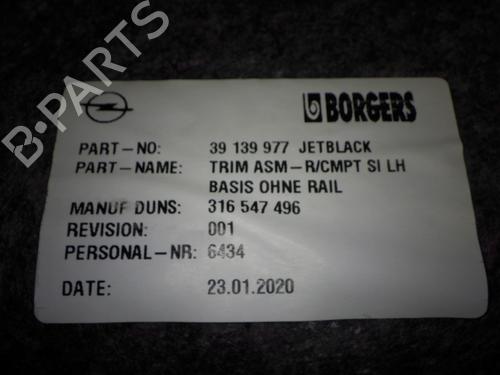 B-PARTS
BORGERS
PART-NO: 39 139 977 JETBLACK
PART-NAME: TRIM ASM-R/CMPT SI LH
BASIS OHNE RAIL
MANUF DUNS: 316 547 496
REVISION: 001
PERSONAL-NR: 6434
DATE: 23.01.2020